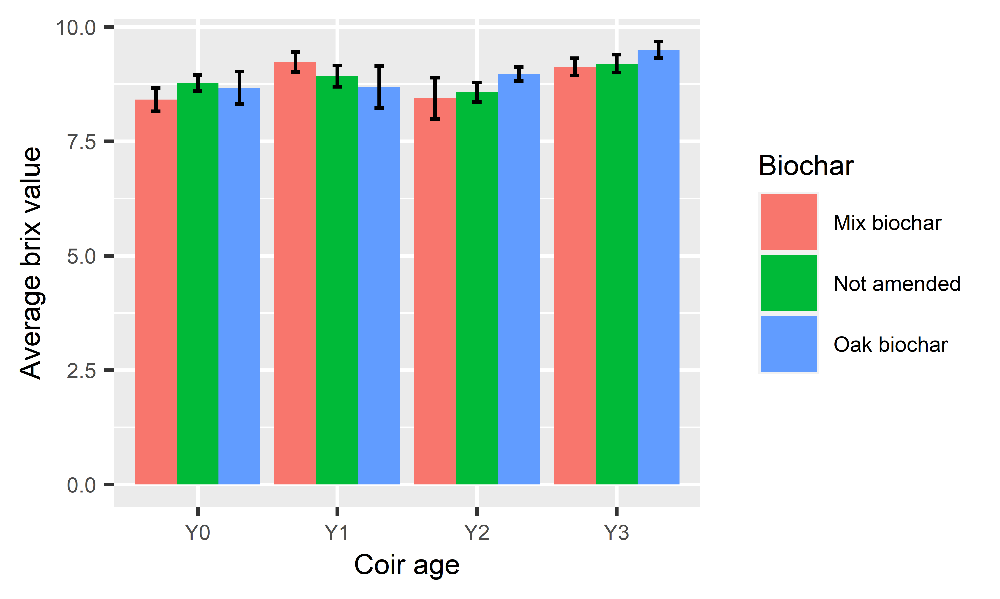 10.0
7.5
5.0
2.5
0.0
Average brix value
Y0 Y1 Y2 Y3
Coir age
Biochar
Mix biochar
Not amended
Oak biochar